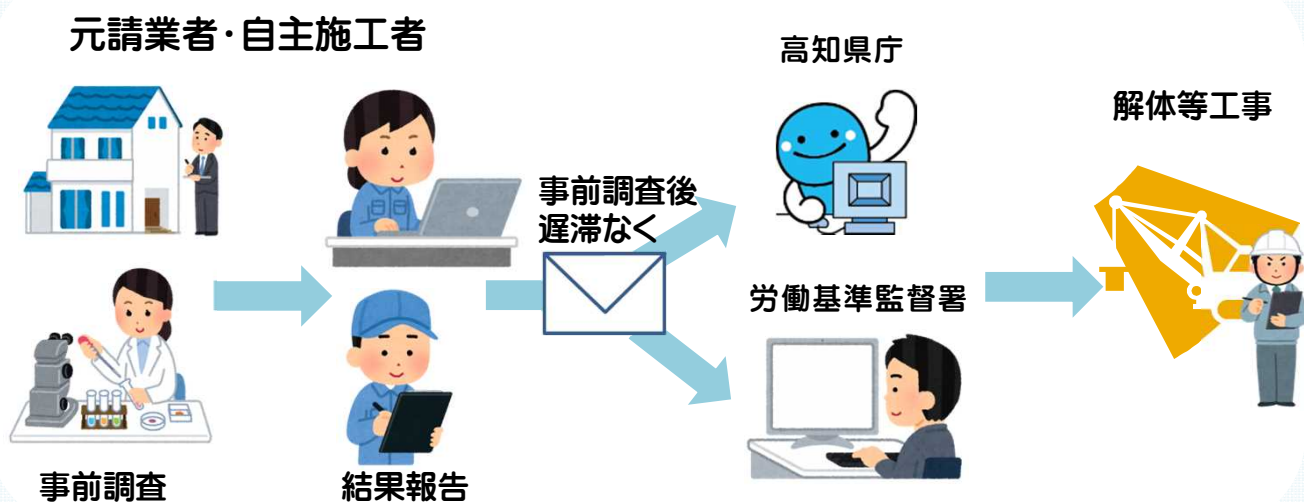 元請業者・自主施工者
高知県庁
解体等工事
事前調査後
遅滞なく
労働基準監督署
事前調査
結果報告